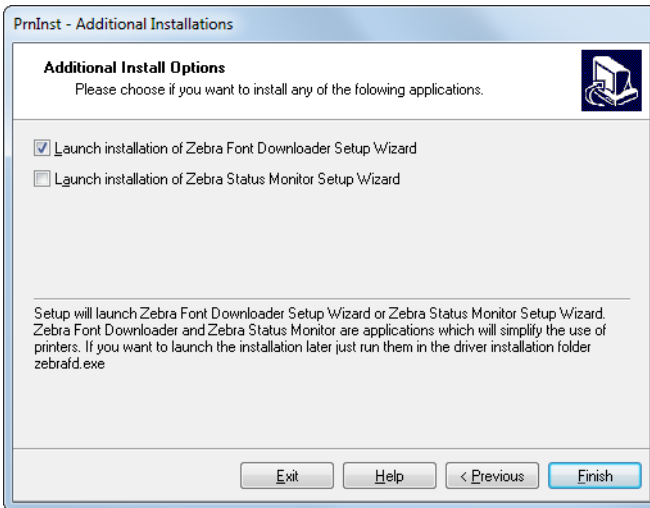 PrnInst - Additional Installations
Additional Install Options
Please choose if you want to install any of the folowing applications.
Launch installation of Zebra Font Downloader Setup Wizard
Launch installation of Zebra Status Monitor Setup Wizard
Setup will launch Zebra Font Downloader Setup Wizard or Zebra Status Monitor Setup Wizard.
Zebra Font Downloader and Zebra Status Monitor are applications which will simplify the use of
printers. If you want to launch the installation later just run them in the driver installation folder
zebrafd.exe
Exit Help < Previous Finish